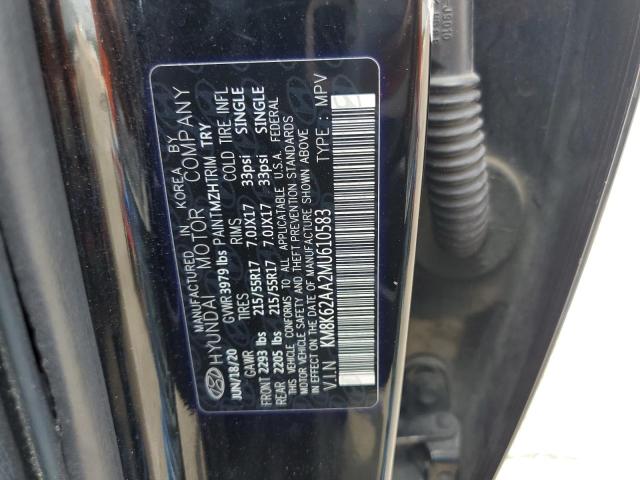 HYUNDAI MOTOR COMPANY
IN KOREA BY
JUN/18/20 GVWR 3979 lbs PAINT MZH TRIM TRY
GAWR TIRES RIMS COLD TIRE INFL
FRONT 2293 lbs 215/55R17 7.0JX17 33psi SINGLE
REAR 2205 lbs 215/55R17 7.0JX17 33psi SINGLE
THIS VEHICLE CONFORMS TO ALL APPLICABLE U.S.A. FEDERAL
MOTOR VEHICLE SAFETY AND THEFT PREVENTION STANDARDS
IN EFFECT ON THE DATE OF MANUFACTURE SHOWN ABOVE
V.I.N KM8K62AA2MU610583 TYPE : MPV